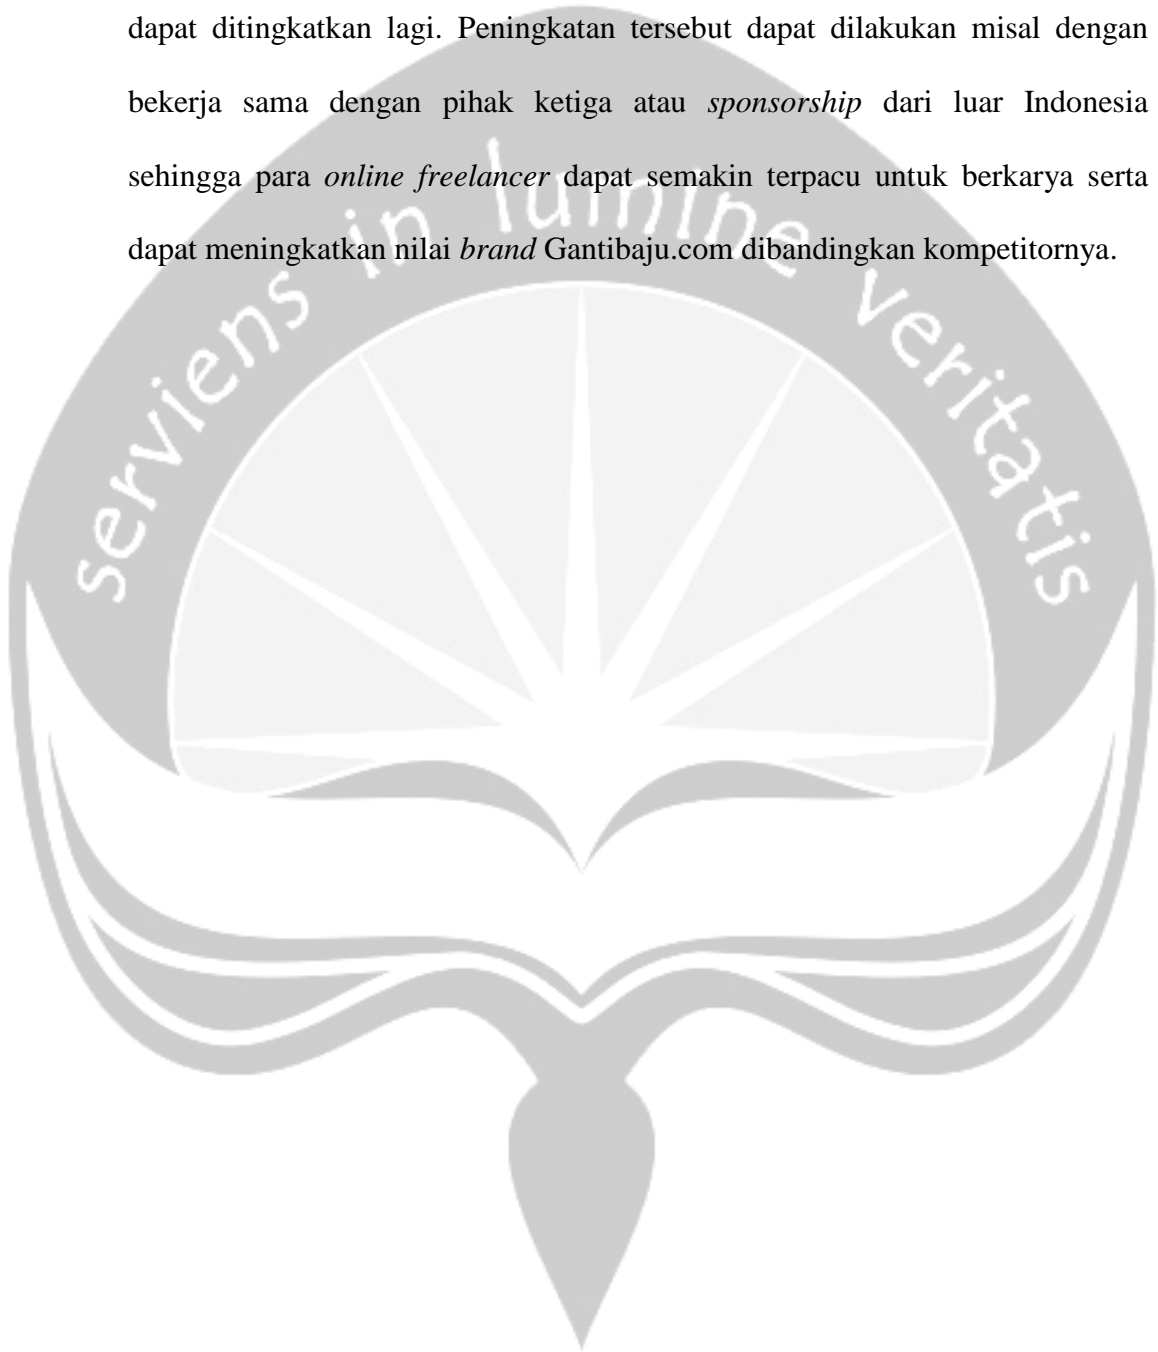 dapat ditingkatkan lagi. Peningkatan tersebut dapat dilakukan misal dengan
bekerja sama dengan pihak ketiga atau sponsorship dari luar Indonesia
sehingga para online freelancer dapat semakin terpacu untuk berkarya serta
dapat meningkatkan nilai brand Gantibaju.com dibandingkan kompetitornya.
serviens in lumine veritatis